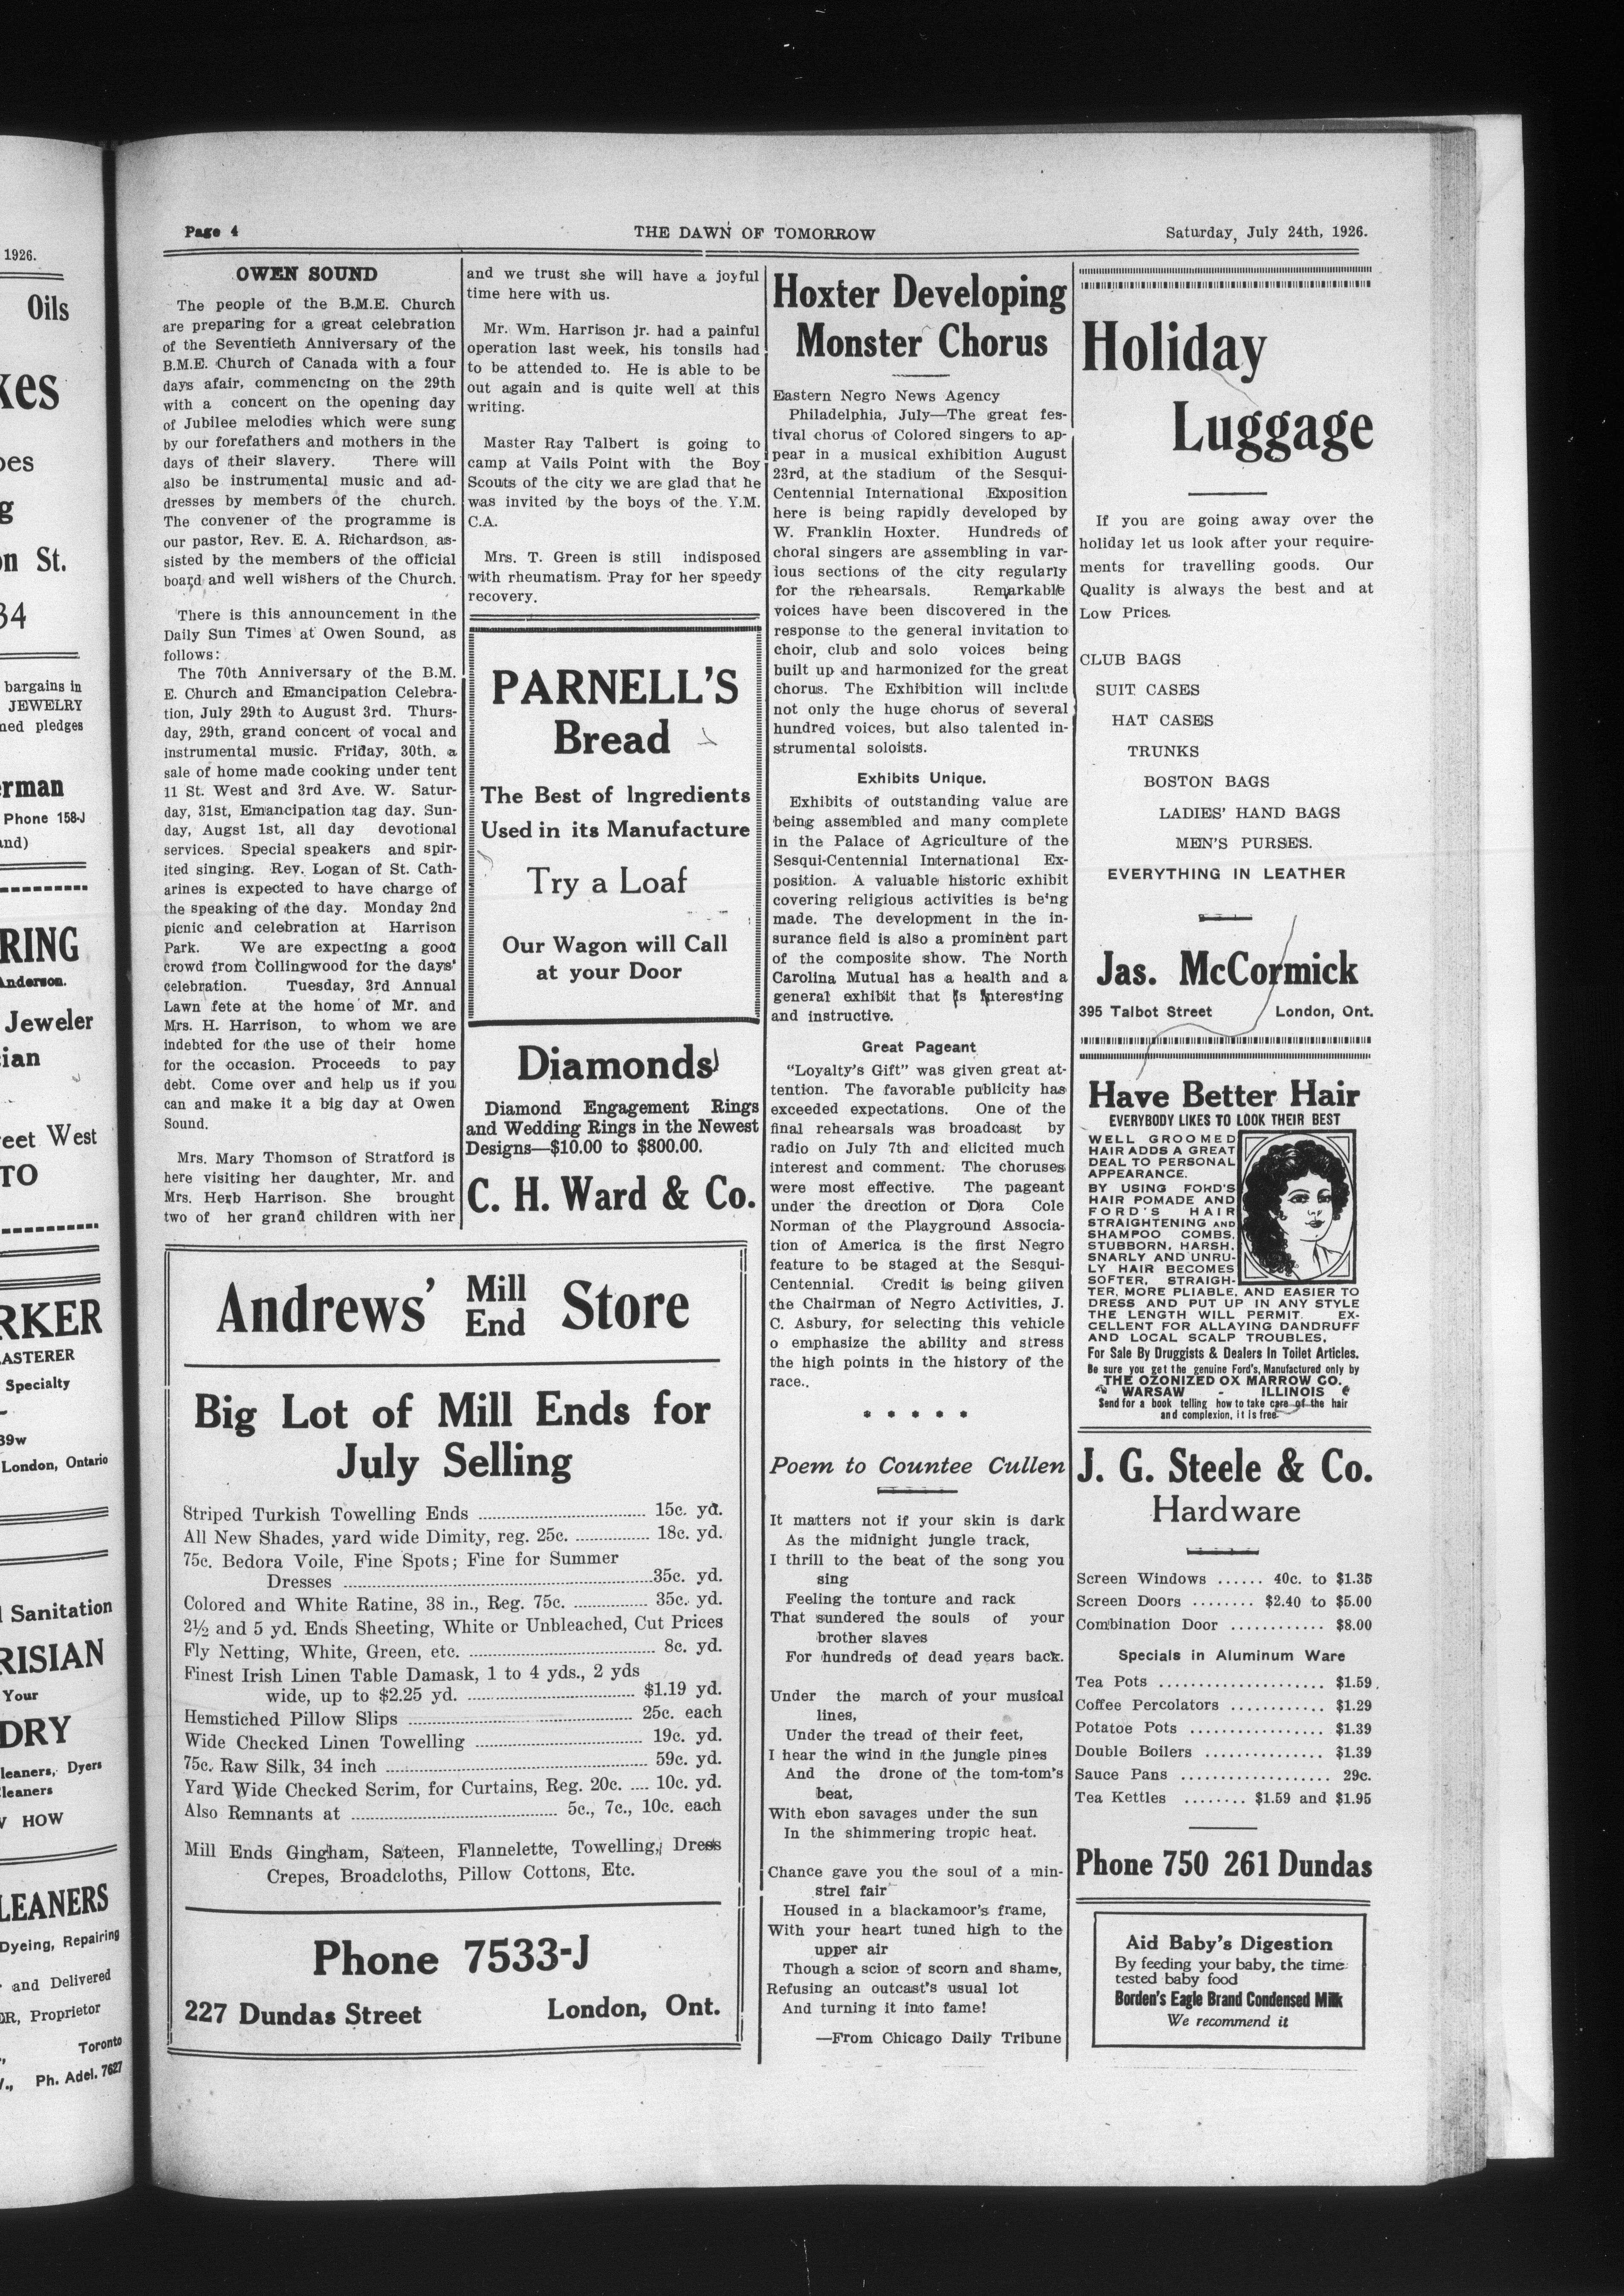 1926.
Oils
kes
oes
g
on St.
34
bargains in
JEWELRY
ned pledges
erman
Phone 158-J
and)
RING
Anderson.
Jeweler
cian
reet West
TO
RKER
LASTERER
Specialty
39w
London, Ontario
l Sanitation
RISIAN
Your
DRY
leaners, Dyers
Cleaners
W HOW
LEANERS
Dyeing, Repairing
and Delivered
ER, Proprietor
Toronto
Ph. Adel. 7627
Page 4
THE DAWN OF TOMORROW
Saturday, July 24th, 1926.
OWEN SOUND
The people of the B.M.E. Church
are preparing for a great celebration
of the Seventieth Anniversary of the
B.M.E. Church of Canada with a four
days afair, commencing on the 29th
with a concert on the opening day
of Jubilee melodies which were sung
by our forefathers and mothers in the
days of their slavery. There will
also be instrumental music and ad-
dresses by members of the church.
The convener of the programme is
our pastor, Rev. E. A. Richardson, as-
sisted by the members of the official
board and well wishers of the Church.
There is this announcement in the
Daily Sun Times at Owen Sound, as
follows:
The 70th Anniversary of the B.M.
E. Church and Emancipation Celebra-
tion, July 29th to August 3rd. Thurs-
day, 29th, grand concert of vocal and
instrumental music. Friday, 30th, a
sale of home made cooking under tent
11 St. West and 3rd Ave. W. Satur-
day, 31st, Emancipation tag day. Sun-
day, Augst 1st, all day devotional
services. Special speakers and spir-
ited singing. Rev. Logan of St. Cath-
arines is expected to have charge of
the speaking of the day. Monday 2nd
picnic and celebration at Harrison
Park. We are expecting a good
crowd from Collingwood for the days'
celebration. Tuesday, 3rd Annual
Lawn fete at the home of Mr. and
Mrs. H. Harrison, to whom we are
indebted for the use of their home
for the occasion. Proceeds to pay
debt. Come over and help us if you
can and make it a big day at Owen
Sound.
Mrs. Mary Thomson of Stratford is
here visiting her daughter, Mr. and
Mrs. Herb Harrison. She brought
two of her grand children with her
and we trust she will have a joyful
time here with us.
Mr. Wm. Harrison jr. had a painful
operation last week, his tonsils had
to be attended to. He is able to be
out again and is quite well at this
writing.
Master Ray Talbert is going to
camp at Vails Point with the Boy
Scouts of the city we are glad that he
was invited by the boys of the Y.M.
C.A.
Mrs. T. Green is still indisposed
with rheumatism. Pray for her speedy
recovery.
PARNELL'S
Bread
The Best of Ingredients
Used in its Manufacture
Try a Loaf
Our Wagon will Call
at your Door
Diamonds
Diamond Engagement Rings
and Wedding Rings in the Newest
Designs—$10.00 to $800.00.
C. H. Ward & Co.
Andrews' Mill End Store
Big Lot of Mill Ends for
July Selling
Striped Turkish Towelling Ends ........ 15c. yd.
All New Shades, yard wide Dimity, reg. 25c. ........ 18c. yd.
75c. Bedora Voile, Fine Spots; Fine for Summer
Dresses ........ 35c. yd.
Colored and White Ratine, 38 in., Reg. 75c. ........ 35c. yd.
2½ and 5 yd. Ends Sheeting, White or Unbleached, Cut Prices
Fly Netting, White, Green, etc. ........ 8c. yd.
Finest Irish Linen Table Damask, 1 to 4 yds., 2 yds
wide, up to $2.25 yd. ........ $1.19 yd.
Hemstiched Pillow Slips ........ 25c. each
Wide Checked Linen Towelling ........ 19c. yd.
75c. Raw Silk, 34 inch ........ 59c. yd.
Yard Wide Checked Scrim, for Curtains, Reg. 20c. .... 10c. yd.
Also Remnants at ........ 5c., 7c., 10c. each
Mill Ends Gingham, Sateen, Flannelette, Towelling, Dress
Crepes, Broadcloths, Pillow Cottons, Etc.
Phone 7533-J
227 Dundas Street London, Ont.
Hoxter Developing
Monster Chorus
Eastern Negro News Agency
Philadelphia, July—The great fes-
tival chorus of Colored singers to ap-
pear in a musical exhibition August
23rd, at the stadium of the Sesqui-
Centennial International Exposition
here is being rapidly developed by
W. Franklin Hoxter. Hundreds of
choral singers are assembling in var-
ious sections of the city regularly
for the rehearsals. Remarkable
voices have been discovered in the
response to the general invitation to
choir, club and solo voices being
built up and harmonized for the great
chorus. The Exhibition will include
not only the huge chorus of several
hundred voices, but also talented in-
strumental soloists.
Exhibits Unique.
Exhibits of outstanding value are
being assembled and many complete
in the Palace of Agriculture of the
Sesqui-Centennial International Ex-
position. A valuable historic exhibit
covering religious activities is being
made. The development in the in-
surance field is also a prominent part
of the composite show. The North
Carolina Mutual has a health and a
general exhibit that is interesting
and instructive.
Great Pageant
"Loyalty's Gift" was given great at-
tention. The favorable publicity has
exceeded expectations. One of the
final rehearsals was broadcast by
radio on July 7th and elicited much
interest and comment. The choruses
were most effective. The pageant
under the drection of Dora Cole
Norman of the Playground Associa-
tion of America is the first Negro
feature to be staged at the Sesqui-
Centennial. Credit is being giiven
the Chairman of Negro Activities, J.
C. Asbury, for selecting this vehicle
o emphasize the ability and stress
the high points in the history of the
race..
* * * * *
Poem to Countee Cullen
It matters not if your skin is dark
As the midnight jungle track,
I thrill to the beat of the song you
sing
Feeling the torture and rack
That sundered the souls of your
brother slaves
For hundreds of dead years back.
Under the march of your musical
lines,
Under the tread of their feet,
I hear the wind in the jungle pines
And the drone of the tom-tom's
beat,
With ebon savages under the sun
In the shimmering tropic heat.
Chance gave you the soul of a min-
strel fair
Housed in a blackamoor's frame,
With your heart tuned high to the
upper air
Though a scion of scorn and shame,
Refusing an outcast's usual lot
And turning it into fame!
—From Chicago Daily Tribune
Holiday
Luggage
If you are going away over the
holiday let us look after your require-
ments for travelling goods. Our
Quality is always the best and at
Low Prices.
CLUB BAGS
SUIT CASES
HAT CASES
TRUNKS
BOSTON BAGS
LADIES' HAND BAGS
MEN'S PURSES.
EVERYTHING IN LEATHER
Jas. McCormick
395 Talbot Street London, Ont.
Have Better Hair
EVERYBODY LIKES TO LOOK THEIR BEST
WELL GROOMED
HAIR ADDS A GREAT
DEAL TO PERSONAL
APPEARANCE.
BY USING FORD'S
HAIR POMADE AND
FORD'S HAIR
STRAIGHTENING AND
SHAMPOO COMBS,
STUBBORN, HARSH,
SNARLY AND UNRU-
LY HAIR BECOMES
SOFTER, STRAIGH-
TER, MORE PLIABLE, AND EASIER TO
DRESS AND PUT UP IN ANY STYLE
THE LENGTH WILL PERMIT. EX-
CELLENT FOR ALLAYING DANDRUFF
AND LOCAL SCALP TROUBLES.
For Sale By Druggists & Dealers In Toilet Articles.
Be sure you get the genuine Ford's, Manufactured only by
THE OZONIZED OX MARROW CO.
WARSAW - ILLINOIS
Send for a book telling how to take care of the hair
and complexion, it is free.
J. G. Steele & Co.
Hardware
Screen Windows ...... 40c. to $1.35
Screen Doors ........ $2.40 to $5.00
Combination Door ............ $8.00
Specials in Aluminum Ware
Tea Pots ..................... $1.59
Coffee Percolators ............ $1.29
Potatoe Pots ................. $1.39
Double Boilers ............... $1.39
Sauce Pans ................... 29c.
Tea Kettles ........ $1.59 and $1.95
Phone 750 261 Dundas
Aid Baby's Digestion
By feeding your baby, the time
tested baby food
Borden's Eagle Brand Condensed Milk
We recommend it